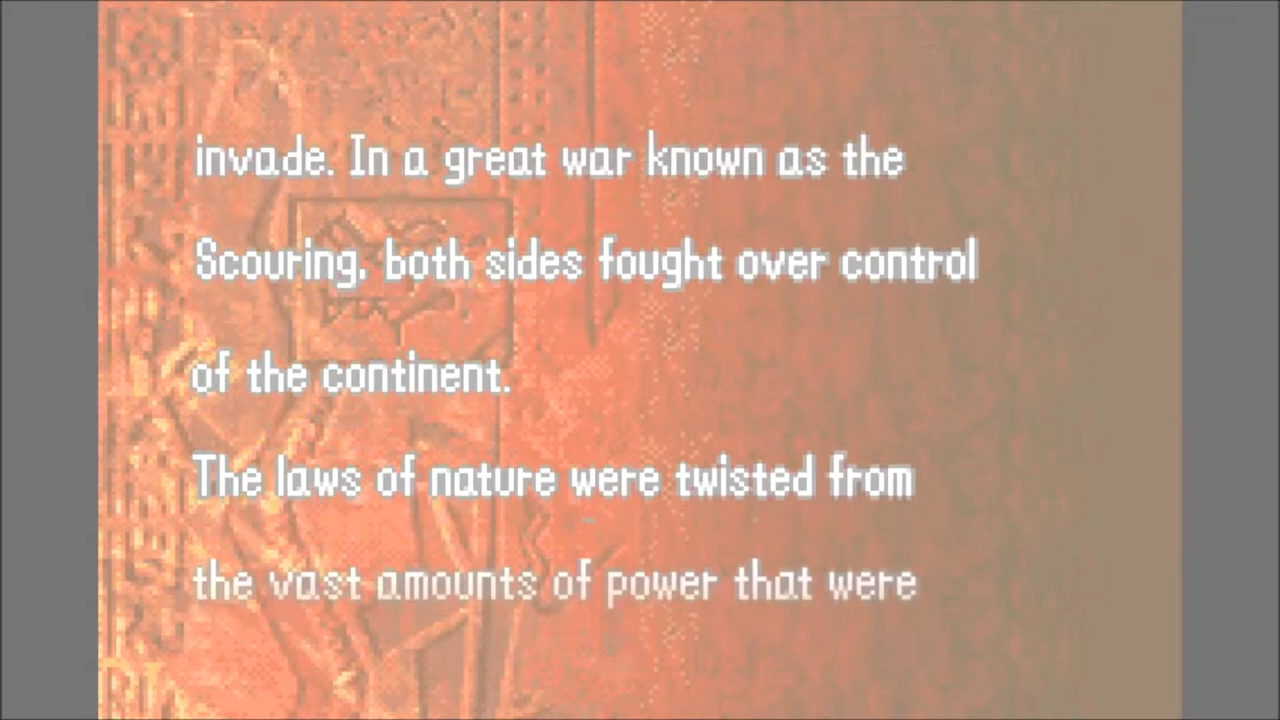 invade. In a great war known as the
Scouring, both sides fought over control
of the continent.
The laws of nature were twisted from
the vast amounts of power that were